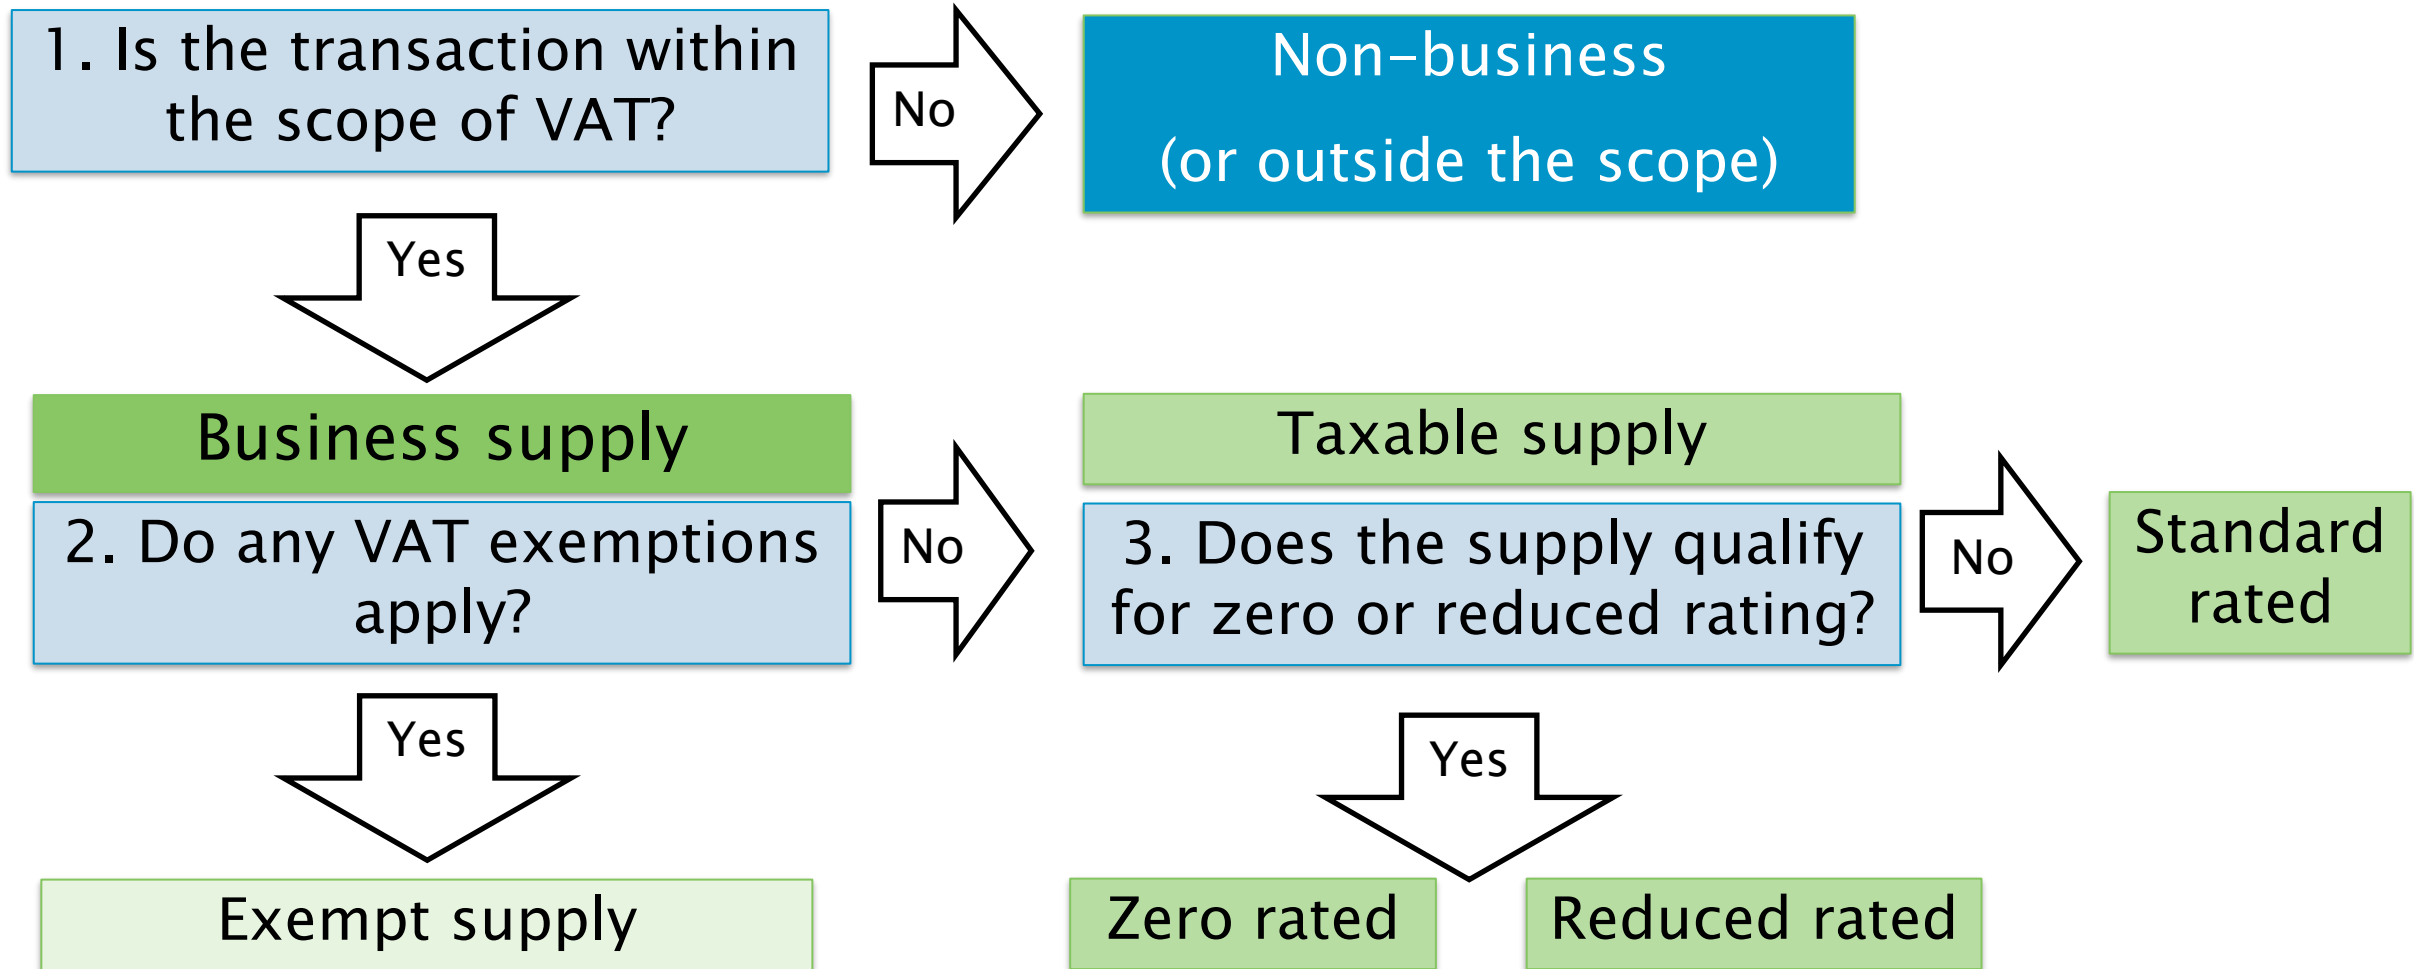 1. Is the transaction within
the scope of VAT?
No
Non-business
(or outside the scope)
Yes
Business supply
2. Do any VAT exemptions
apply?
No
Taxable supply
3. Does the supply qualify
for zero or reduced rating?
No
Standard
rated
Yes
Exempt supply
Yes
Zero rated
Reduced rated